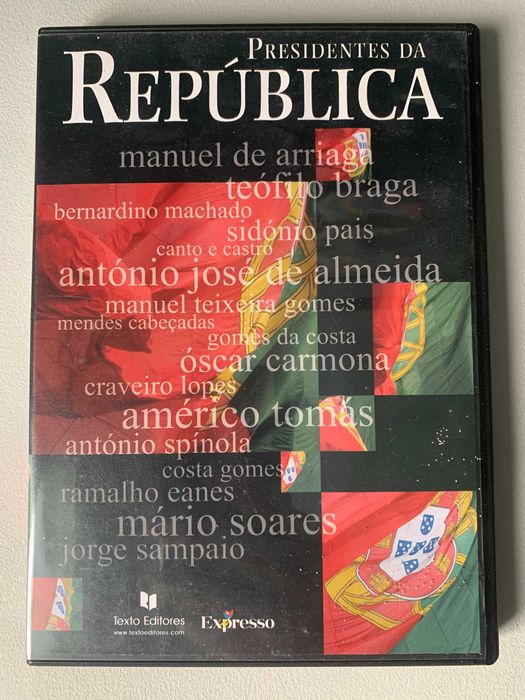 PRESIDENTES DA
REPÚBLICA
manuel de arriaga
teófilo braga
bernardino machado
sidónio pais
canto e castro
antónio josé de almeida
manuel teixeira gomes
mendes cabeçadas
gomes da costa
óscar carmona
craveiro lopes
américo tomás
antónio spínola
costa gomes
ramalho eanes
mário soares
jorge sampaio
Texto Editores
www.textoeditores.com
Expresso